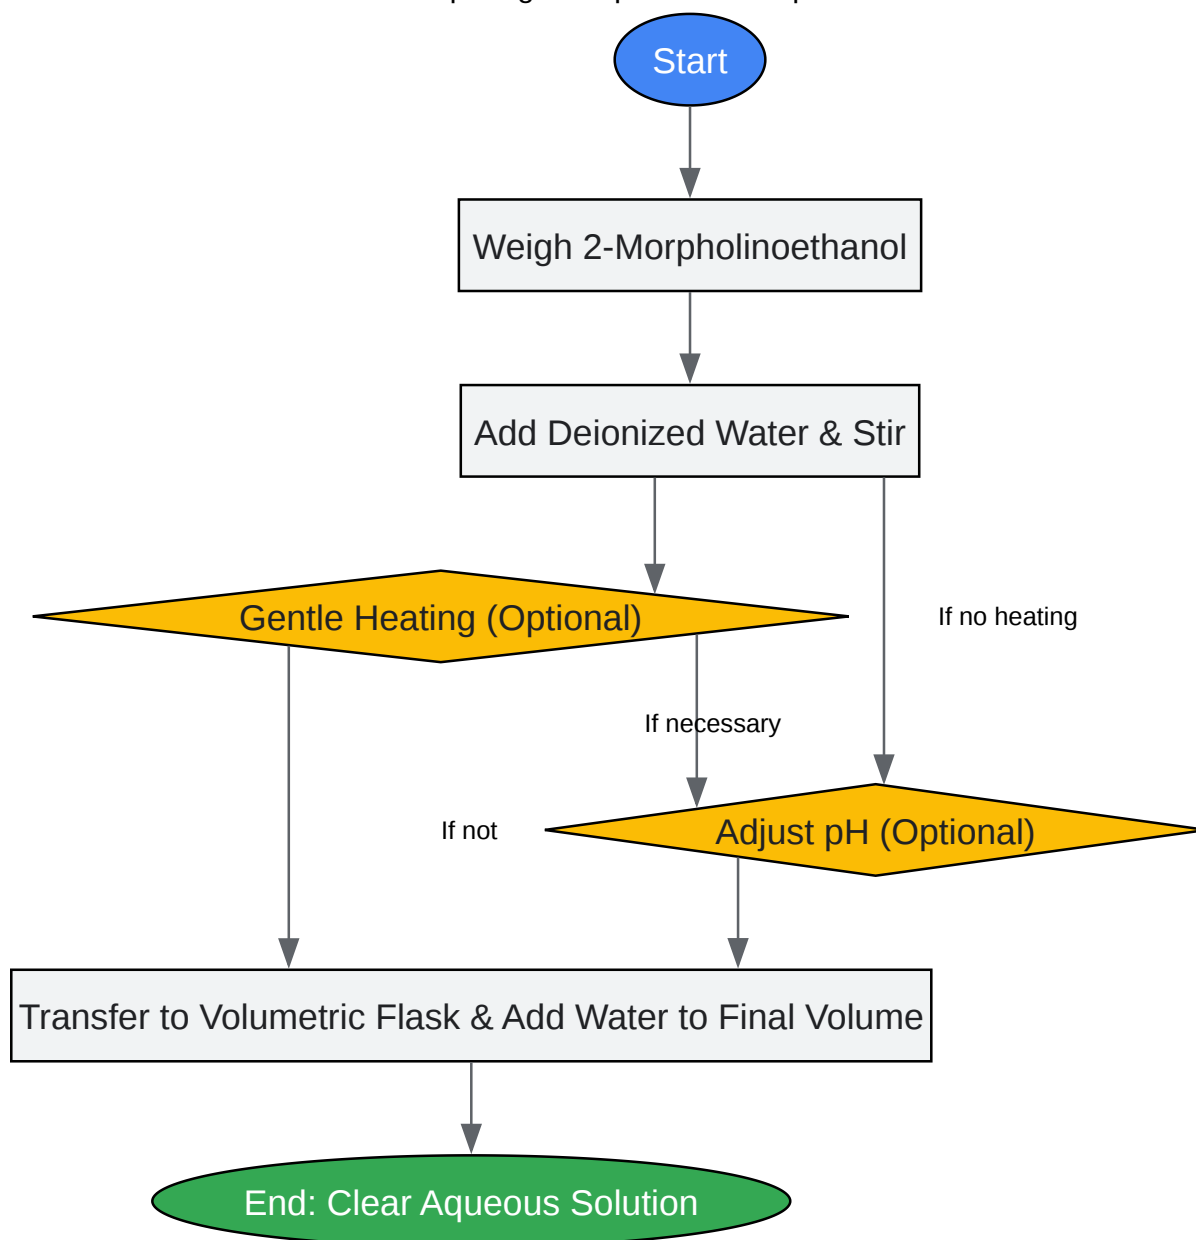 Start
Weigh 2-Morpholinoethanol
Add Deionized Water & Stir
Gentle Heating (Optional)
If no heating
If necessary
If not
Adjust pH (Optional)
Transfer to Volumetric Flask & Add Water to Final Volume
End: Clear Aqueous Solution